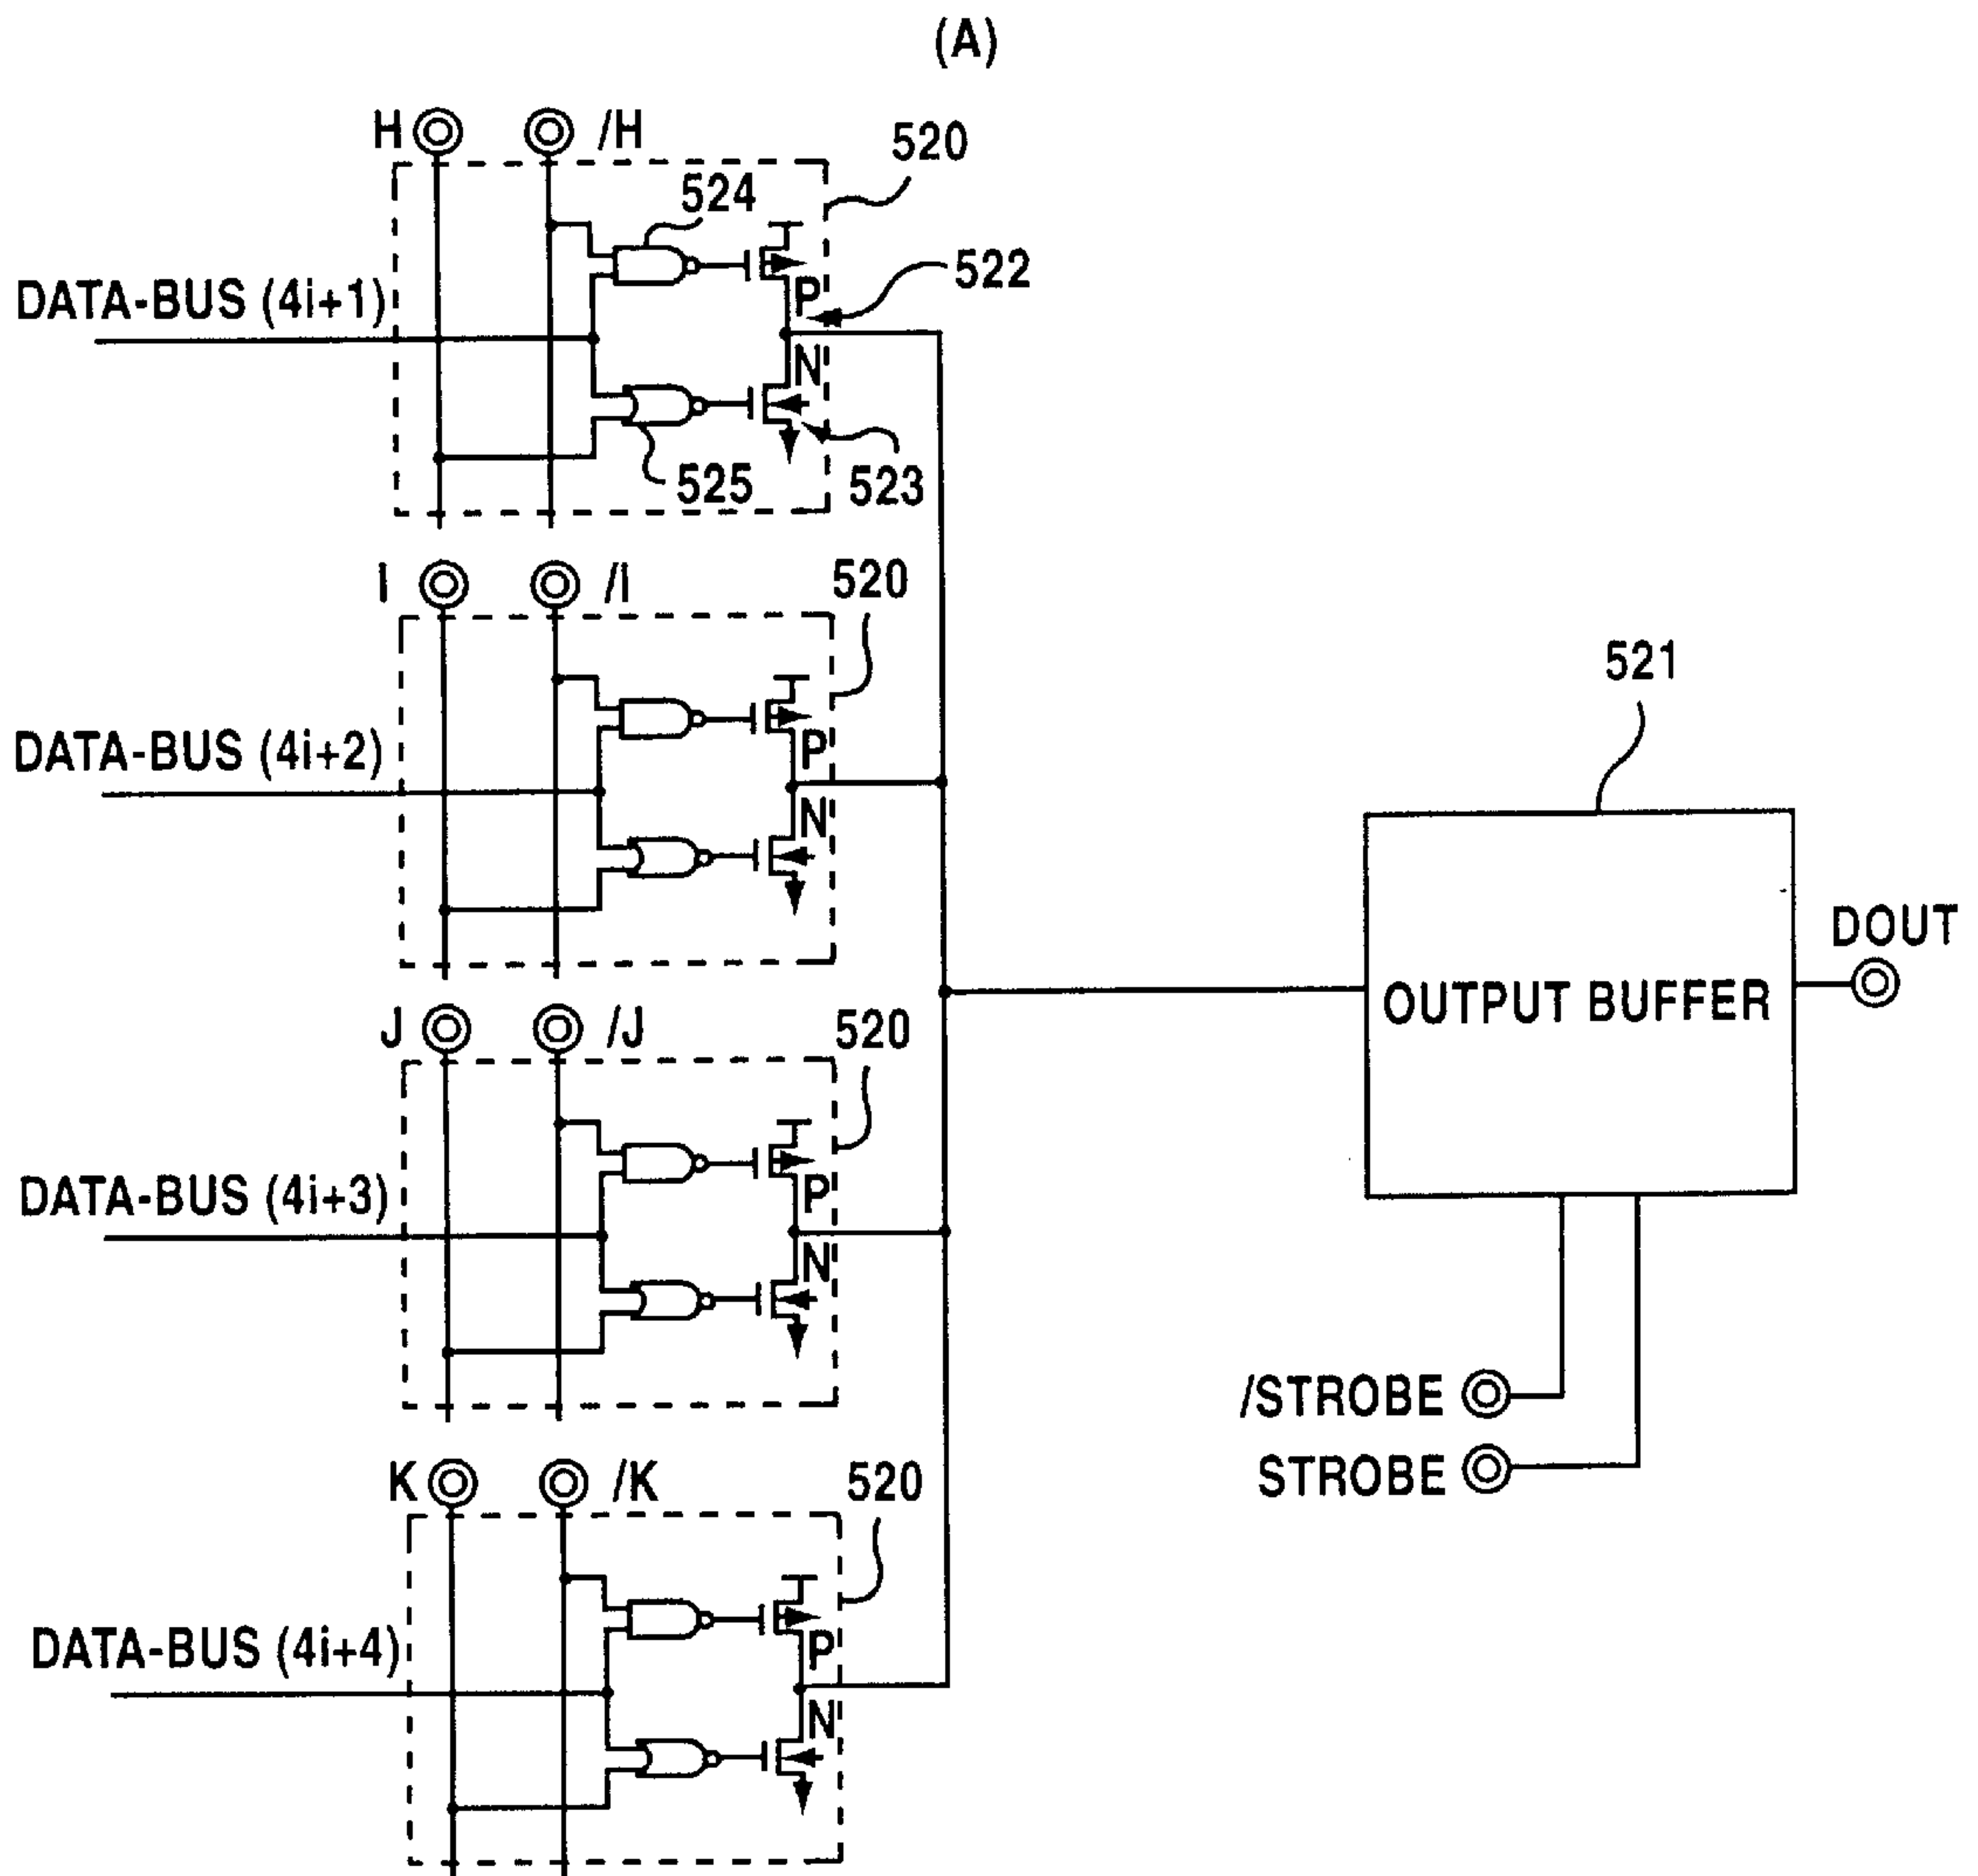 (A)
H /H 520
524
522
DATA-BUS (4i+1)
P
N
525 523
I /I 520
DATA-BUS (4i+2)
P
N
521
DOUT
OUTPUT BUFFER
J /J 520
DATA-BUS (4i+3)
P
N
/STROBE
STROBE
K /K 520
DATA-BUS (4i+4)
P
N